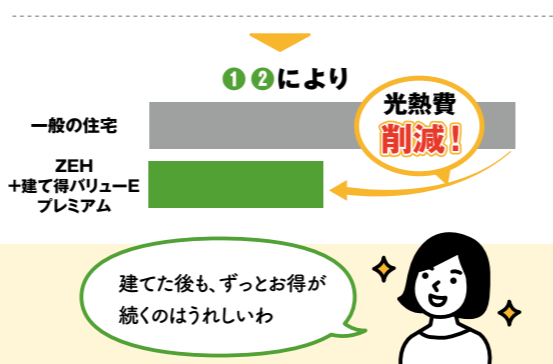 ❶❷により
光熱費
削減！
一般の住宅
ZEH
＋建て得バリューE
プレミアム
建てた後も、ずっとお得が
続くのはうれしいわ